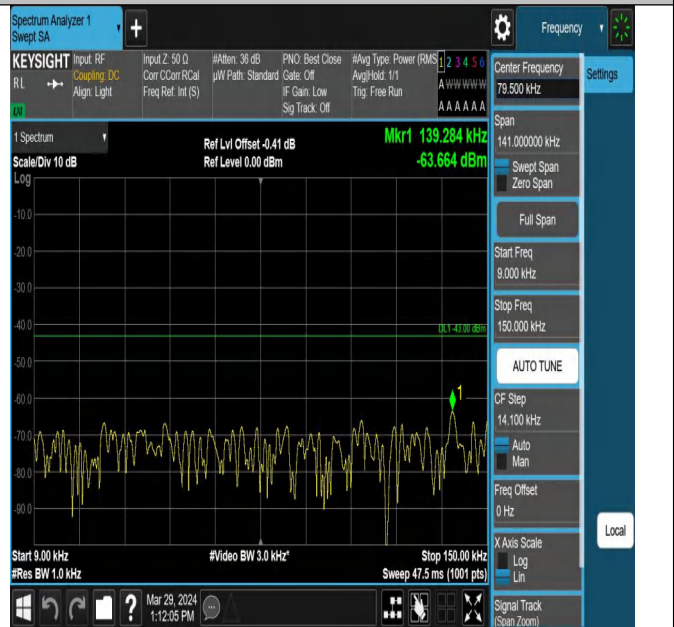 Spectrum Analyzer 1
Swept SA
Frequency
KEYSIGHT
RL
Input: RF
Coupling: DC
Align: Light
Input Z: 50 Ω
Corr CCorr RCal
Freq Ref: Int (S)
#Atten: 36 dB
µW Path: Standard
PNO: Best Close
Gate: Off
IF Gain: Low
Sig Track: Off
#Avg Type: Power (RMS
Avg|Hold: 1/1
Trig: Free Run
1 2 3 4 5 6
A W W W W W
A A A A A A
LXI
1 Spectrum
Scale/Div 10 dB
Ref Lvl Offset -0.41 dB
Ref Level 0.00 dBm
Mkr1 139.284 kHz
-63.664 dBm
Log
-10.0
-20.0
-30.0
-40.0
DL1 -43.00 dBm
-50.0
-60.0
1
-70.0
-80.0
-90.0
Start 9.00 kHz
#Video BW 3.0 kHz*
Stop 150.00 kHz
#Res BW 1.0 kHz
Sweep 47.5 ms (1001 pts)
Center Frequency
79.500 kHz
Settings
Span
141.000000 kHz
Swept Span
Zero Span
Full Span
Start Freq
9.000 kHz
Stop Freq
150.000 kHz
AUTO TUNE
CF Step
14.100 kHz
Auto
Man
Freq Offset
0 Hz
X Axis Scale
Log
Lin
Local
Signal Track
(Span Zoom)
?
Mar 29, 2024
1:12:05 PM